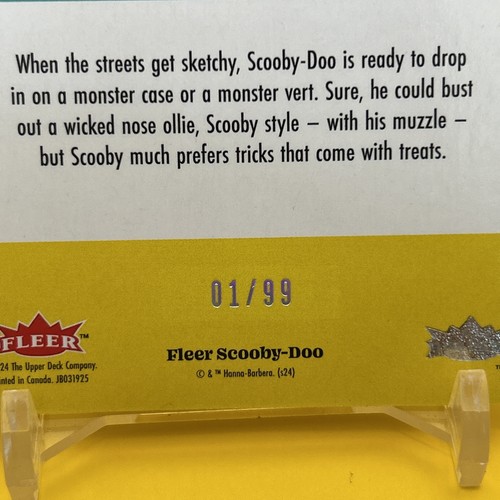 When the streets get sketchy, Scooby-Doo is ready to drop
in on a monster case or a monster vert. Sure, he could bust
out a wicked nose ollie, Scooby style – with his muzzle –
but Scooby much prefers tricks that come with treats.
01/99
FLEER™
24 The Upper Deck Company.
nted in Canada. JB031925
Fleer Scooby-Doo
© & ™ Hanna-Barbera. (s24)